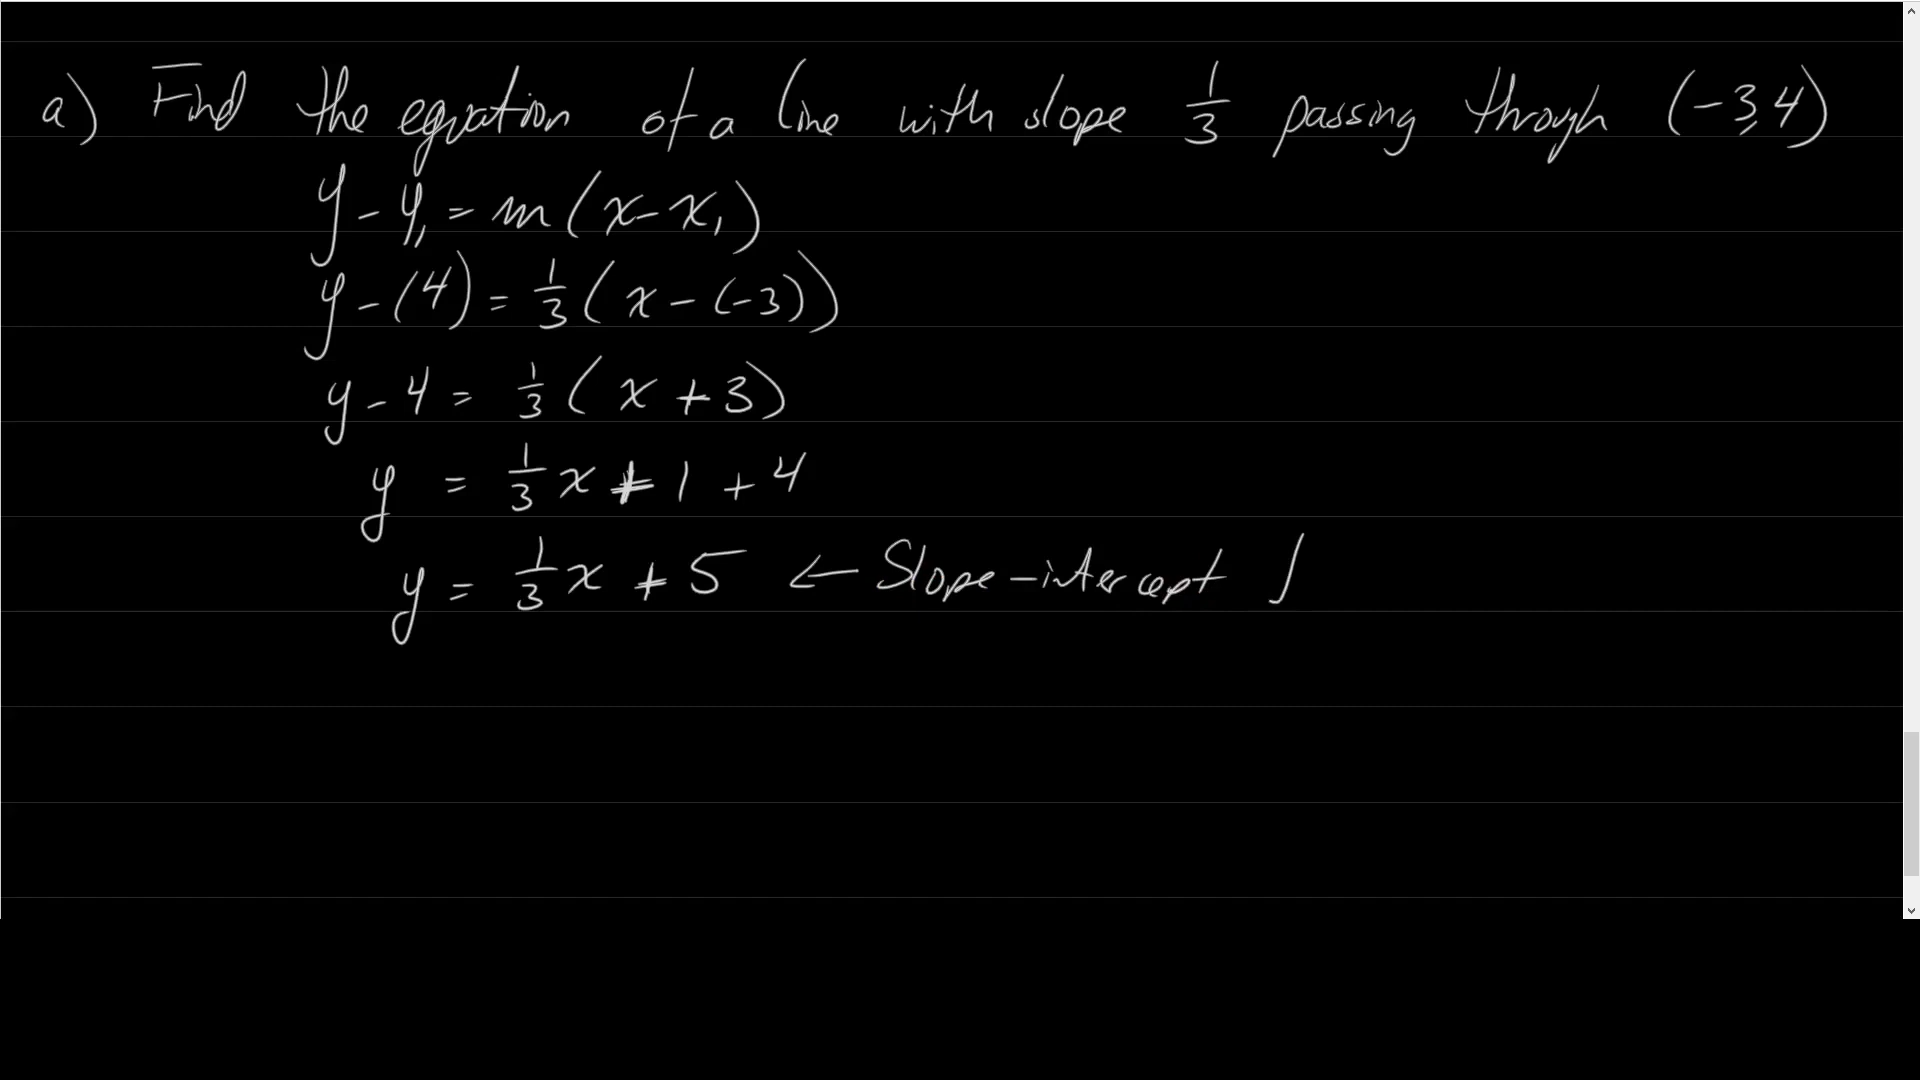 a) Find the equation of a line with slope 1/3 passing through (-3,4)
y - y₁ = m(x - x₁)
y - (4) = 1/3(x - (-3))
y - 4 = 1/3(x + 3)
y = 1/3x + 1 + 4
y = 1/3x + 5 ← Slope-intercept